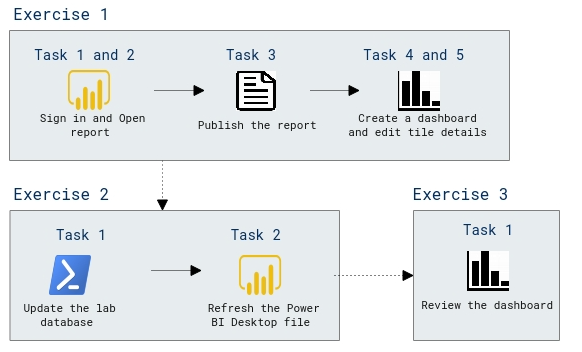 Exercise 1
Task 1 and 2
Task 3
Task 4 and 5
Sign in and Open
report
Publish the report
Create a dashboard
and edit tile details
Exercise 2
Task 1
Task 2
Update the lab
database
Refresh the Power
BI Desktop file
Exercise 3
Task 1
Review the dashboard